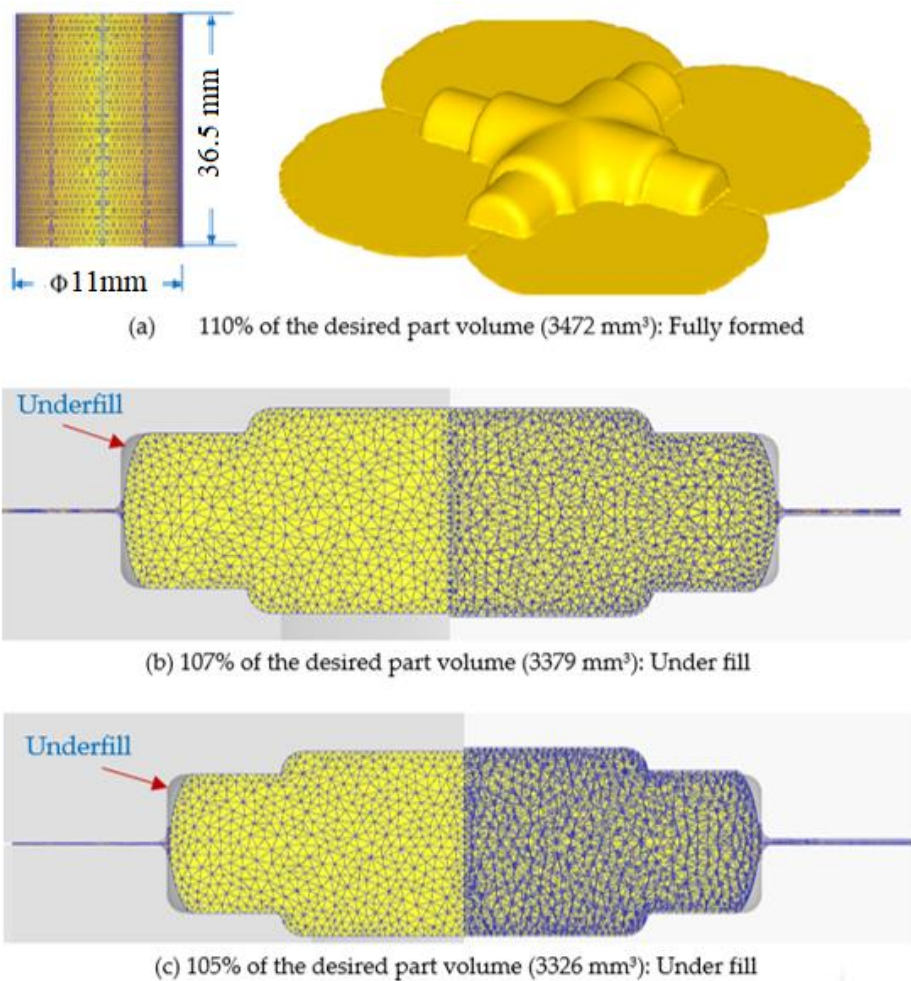 36.5 mm
Φ11mm
(a) 110% of the desired part volume (3472 mm³): Fully formed
Underfill
(b) 107% of the desired part volume (3379 mm³): Under fill
Underfill
(c) 105% of the desired part volume (3326 mm³): Under fill